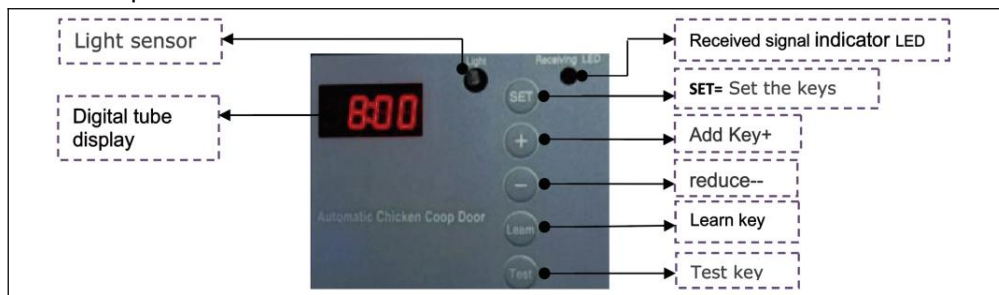 Light sensor
Light
Receiving LED
Received signal indicator LED
SET
SET= Set the keys
Digital tube
display
8:00
+
Add Key+
−
reduce--
Automatic Chicken Coop Door
Learn
Learn key
Test
Test key